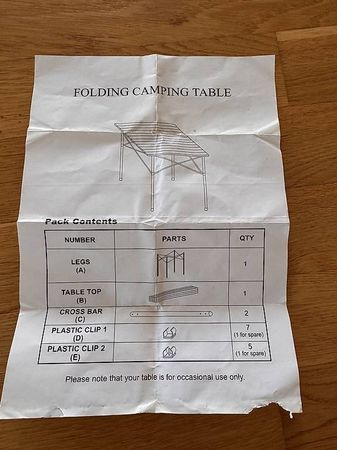 FOLDING CAMPING TABLE
Pack Contents
NUMBER PARTS QTY
LEGS
(A) 1
TABLE TOP
(B) 1
CROSS BAR
(C) 2
PLASTIC CLIP 1
(D) 7
(1 for spare)
PLASTIC CLIP 2
(E) 5
(1 for spare)
Please note that your table is for occasional use only.